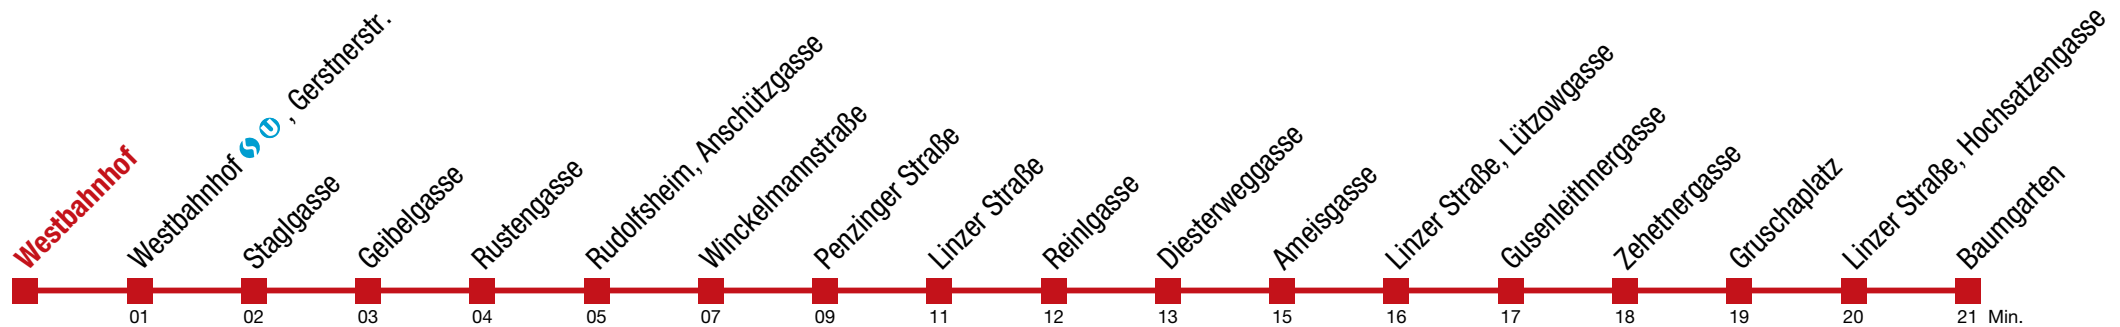 Westbahnhof
Westbahnhof S U , Gerstnerstr.
Staglgasse
Geibelgasse
Rustengasse
Rudolfsheim, Anschützgasse
Winckelmannstraße
Penzinger Straße
Linzer Straße
Reinlgasse
Diesterweggasse
Ameisgasse
Linzer Straße, Lützowgasse
Gusenleithnergasse
Zehetnergasse
Gruschaplatz
Linzer Straße, Hochsatzengasse
Baumgarten
01 02 03 04 05 07 09 11 12 13 15 16 17 18 19 20 21 Min.